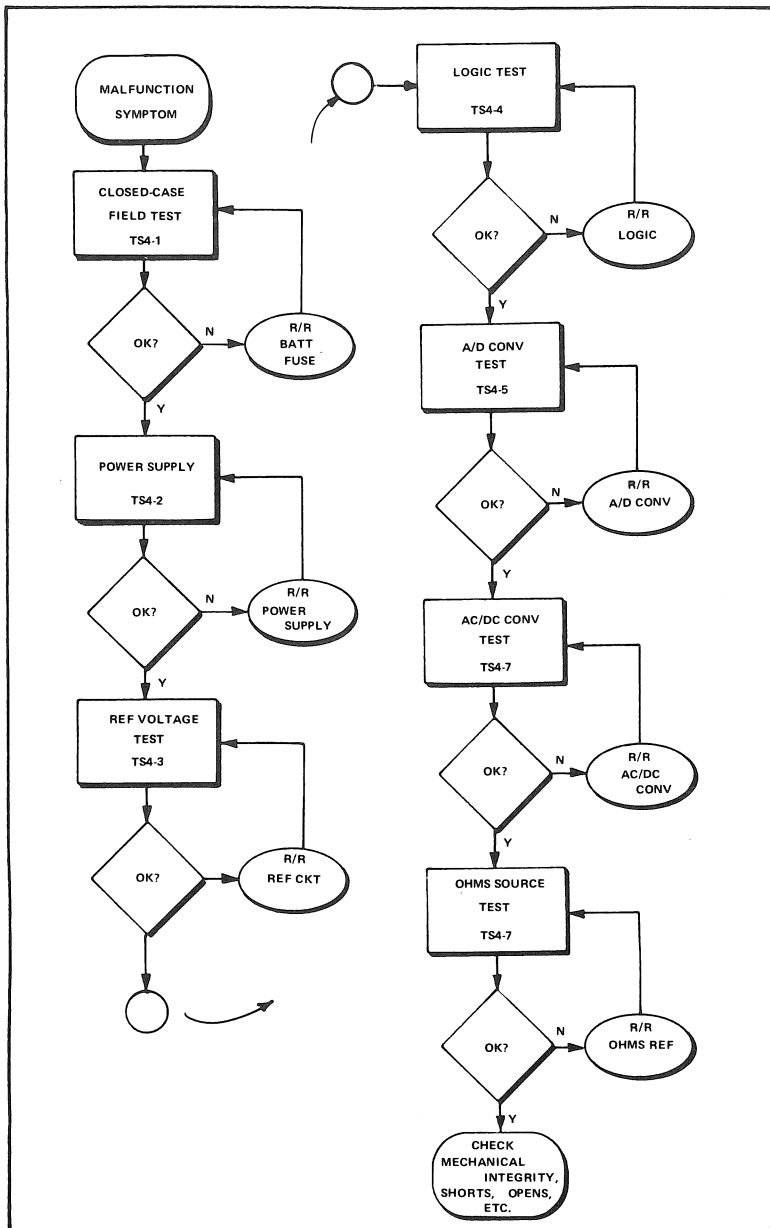 MALFUNCTION
SYMPTOM
CLOSED-CASE
FIELD TEST
TS4-1
OK?
N
R/R
BATT
FUSE
Y
POWER SUPPLY
TS4-2
OK?
N
R/R
POWER
SUPPLY
Y
REF VOLTAGE
TEST
TS4-3
OK?
R/R
REF CKT
LOGIC TEST
TS4-4
OK?
N
R/R
LOGIC
Y
A/D CONV
TEST
TS4-5
OK?
N
R/R
A/D CONV
Y
AC/DC CONV
TEST
TS4-7
OK?
N
R/R
AC/DC
CONV
Y
OHMS SOURCE
TEST
TS4-7
OK?
N
R/R
OHMS REF
Y
CHECK
MECHANICAL
INTEGRITY,
SHORTS, OPENS,
ETC.